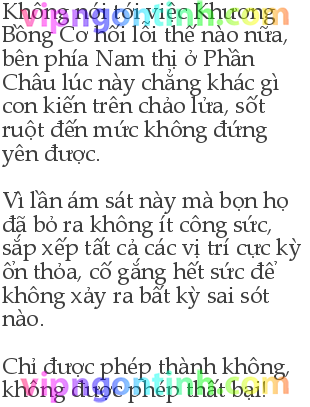 Không nói tới việc Khương
Bồng Cơ hối lỗi thế nào nữa,
bên phía Nam thị ở Phần
Châu lúc này chẳng khác gì
con kiến trên chảo lửa, sốt
ruột đến mức không đứng
yên được.

Vì lần ám sát này mà bọn họ
đã bỏ ra không ít công sức,
sắp xếp tất cả các vị trí cực kỳ
ổn thỏa, cố gắng hết sức để
không xảy ra bất kỳ sai sót
nào.

Chỉ được phép thành không,
không được phép thất bại!
vipngontinh.com
vipngontinh.com